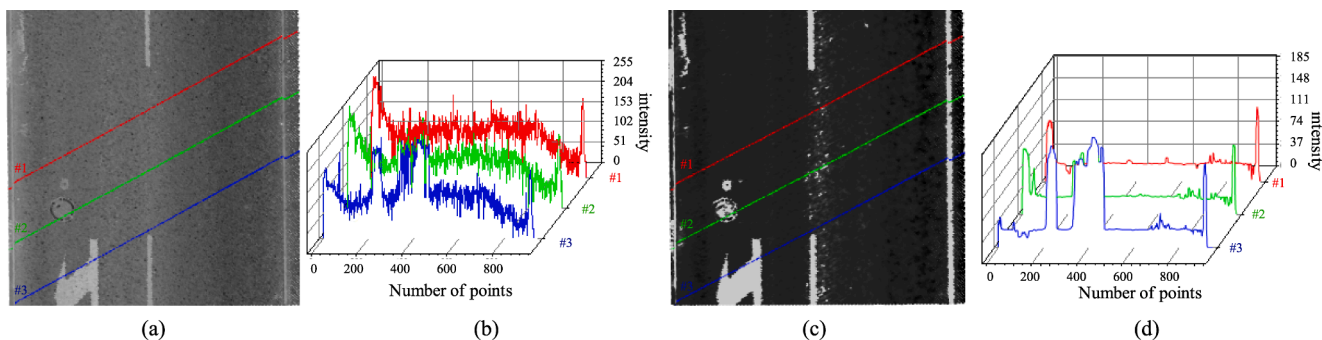 #1
#2
#3
(a)
255
204
153
102
51
0
intensity
#1
#2
#3
0 200 400 600 800
Number of points
(b)
#1
#2
#3
(c)
185
148
111
74
37
0
ntensity
#1
#2
#3
0 200 400 600 800
Number of points
(d)